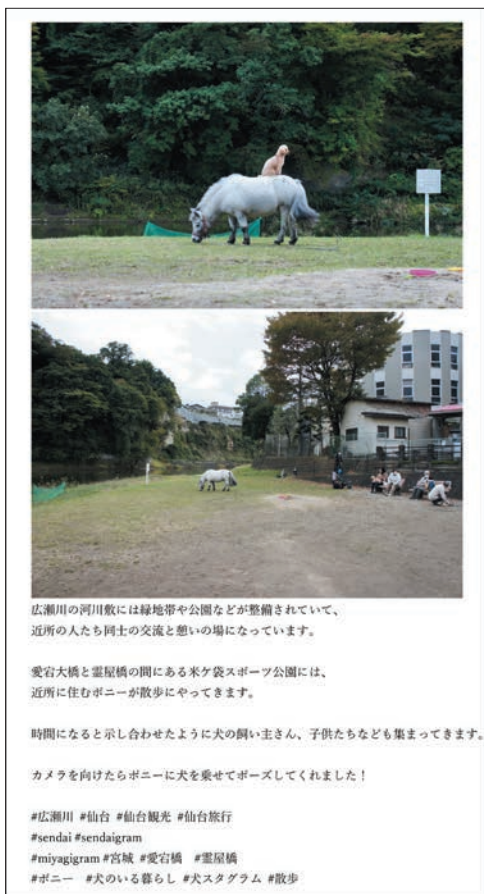 広瀬川の河川敷には緑地帯や公園などが整備されていて、
近所の人たち同士の交流と憩いの場になっています。
愛宕大橋と霊屋橋の間にある米ケ袋スポーツ公園には、
近所に住むポニーが散歩にやってきます。
時間になると示し合わせたように犬の飼い主さん、子供たちなども集まってきます。
カメラを向けたらポニーに犬を乗せてポーズしてくれました！
#広瀬川 #仙台 #仙台観光 #仙台旅行
#sendai #sendaigram
#miyagigram #宮城 #愛宕橋 #霊屋橋
#ポニー #犬のいる暮らし #犬スタグラム #散歩